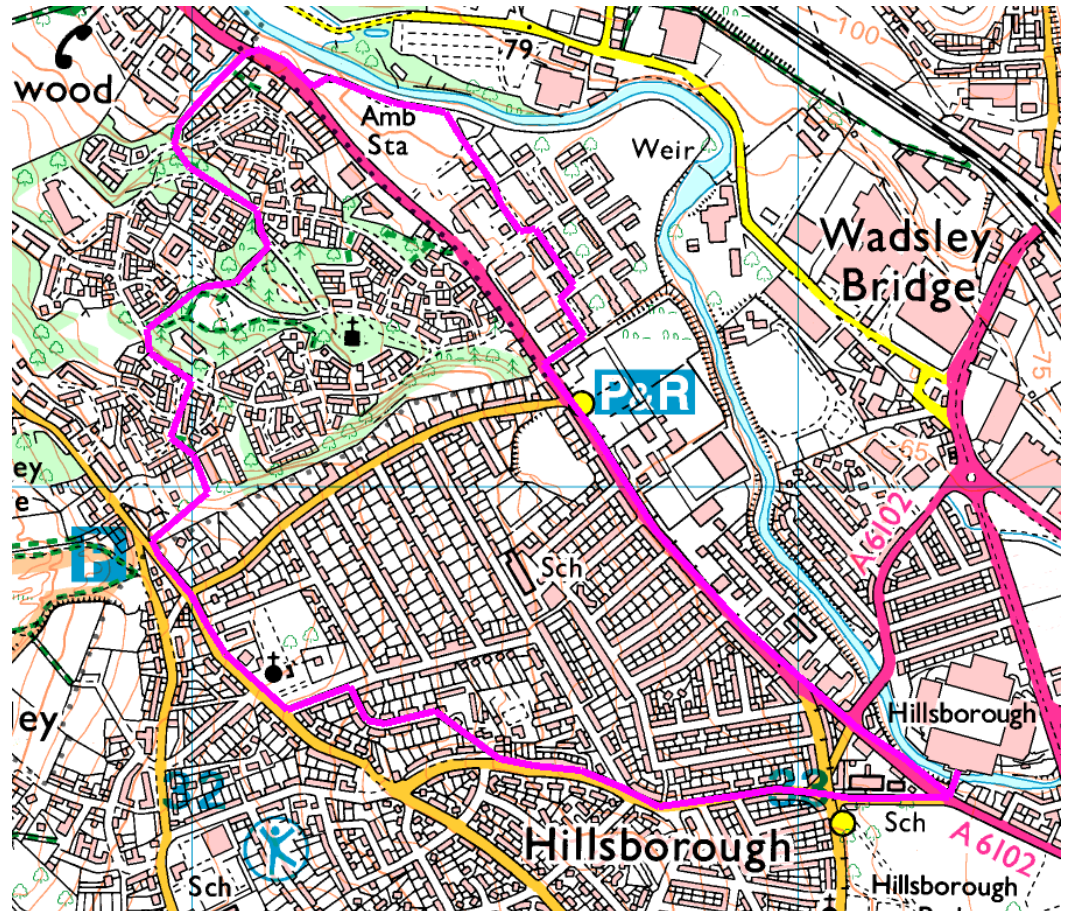 79
100
wood
Amb
Sta
Weir
Wadsley
Bridge
75
P&R
65
ey
e
A 6102
Sch
Hillsborough
ey
32
33
Sch
Hillsborough
A 6102
Sch
Hillsborough